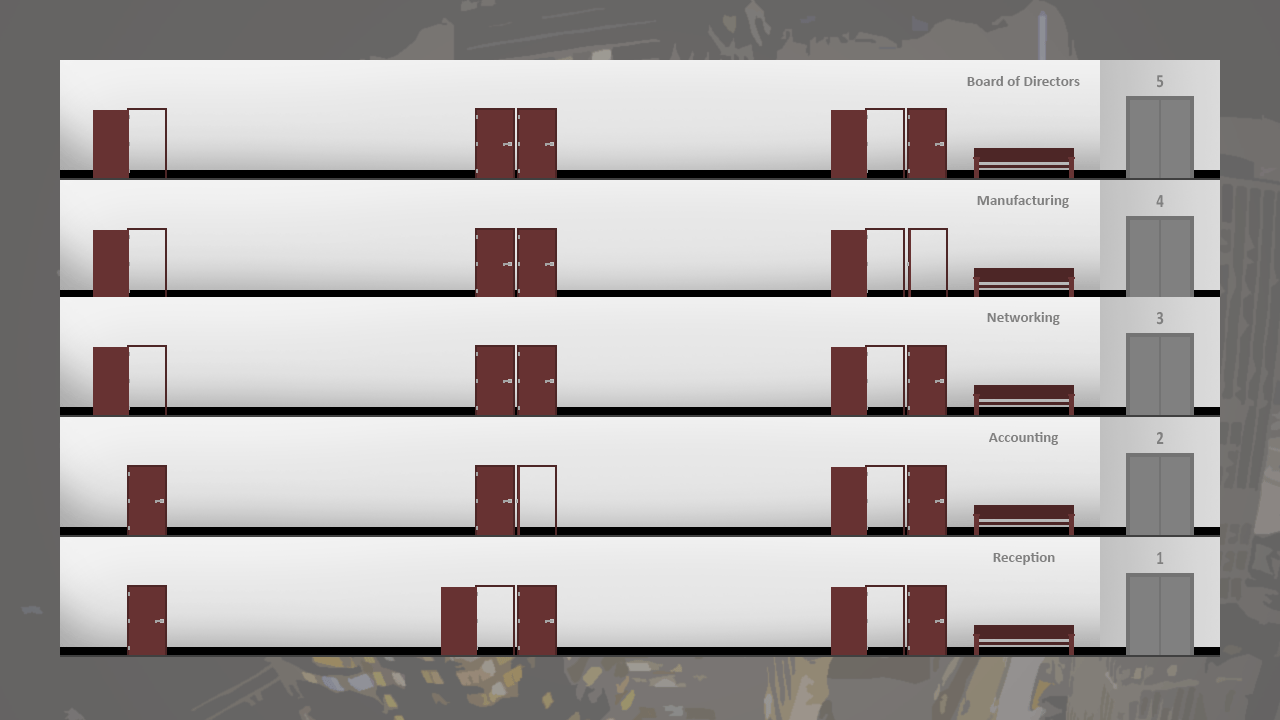 Board of Directors 5
Manufacturing 4
Networking 3
Accounting 2
Reception 1